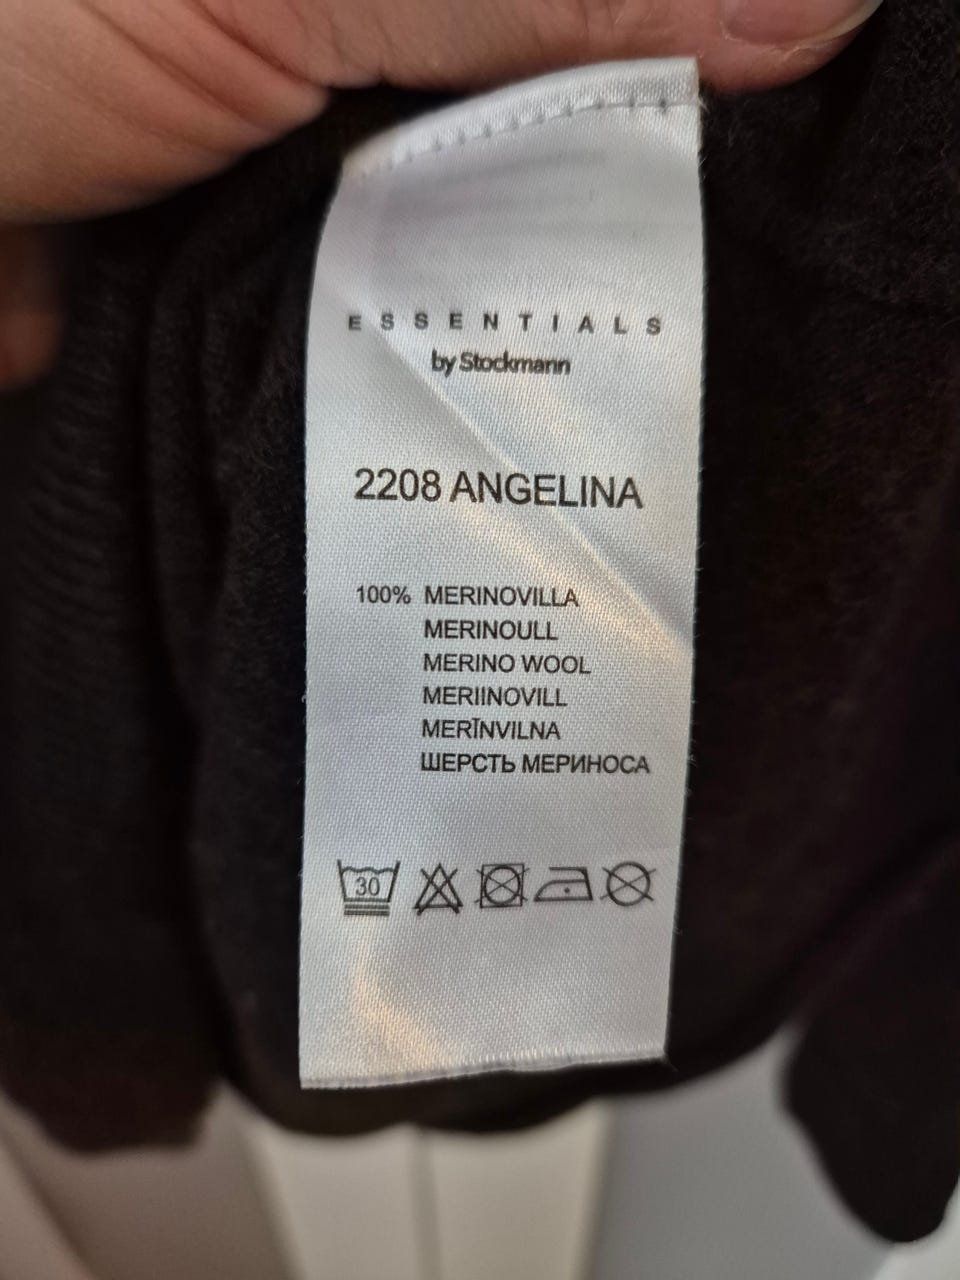 ESSENTIALS
by Stockmann
2208 ANGELINA
100% MERINOVILLA
MERINOULL
MERINO WOOL
MERIINOVILL
MERĪNVILNA
ШЕРСТЬ МЕРИНОСА
30